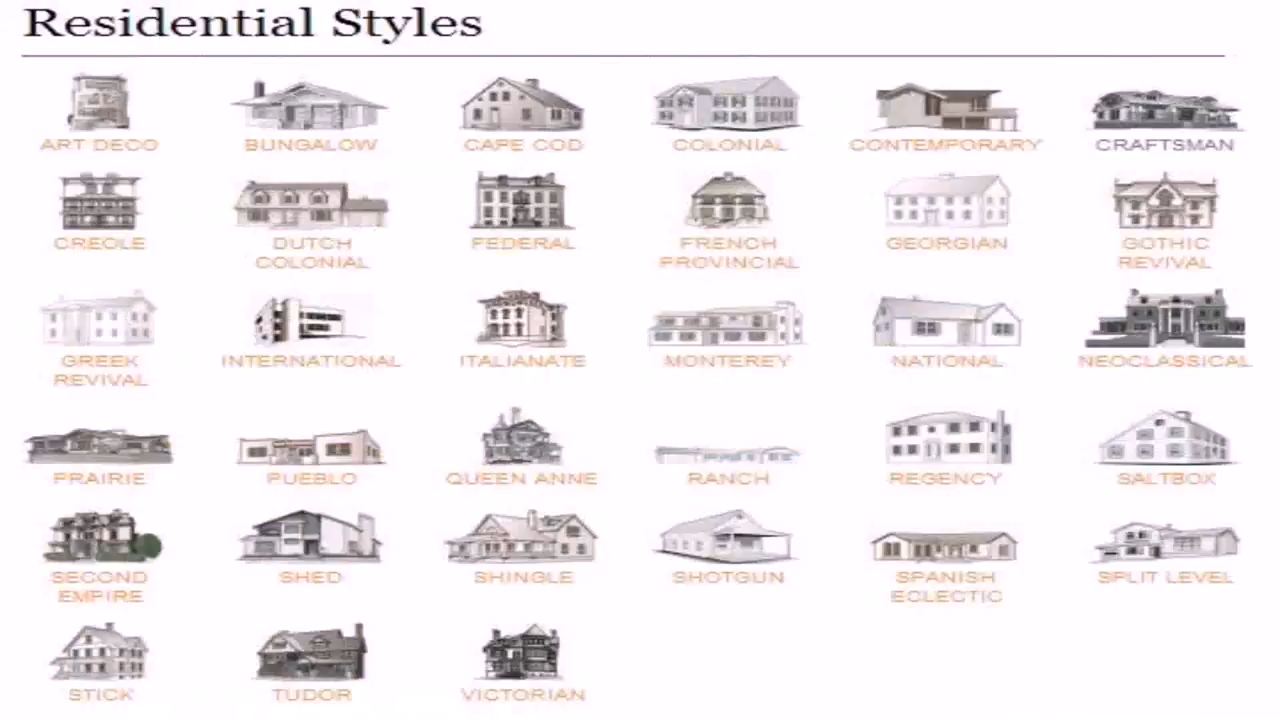 Residential Styles
ART DECO
BUNGALOW
CAPE COD
COLONIAL
CONTEMPORARY
CRAFTSMAN
CREOLE
DUTCH
COLONIAL
FEDERAL
FRENCH
PROVINCIAL
GEORGIAN
GOTHIC
REVIVAL
GREEK
REVIVAL
INTERNATIONAL
ITALIANATE
MONTEREY
NATIONAL
NEOCLASSICAL
PRAIRIE
PUEBLO
QUEEN ANNE
RANCH
REGENCY
SALTBOX
SECOND
EMPIRE
SHED
SHINGLE
SHOTGUN
SPANISH
ECLECTIC
SPLIT LEVEL
STICK
TUDOR
VICTORIAN